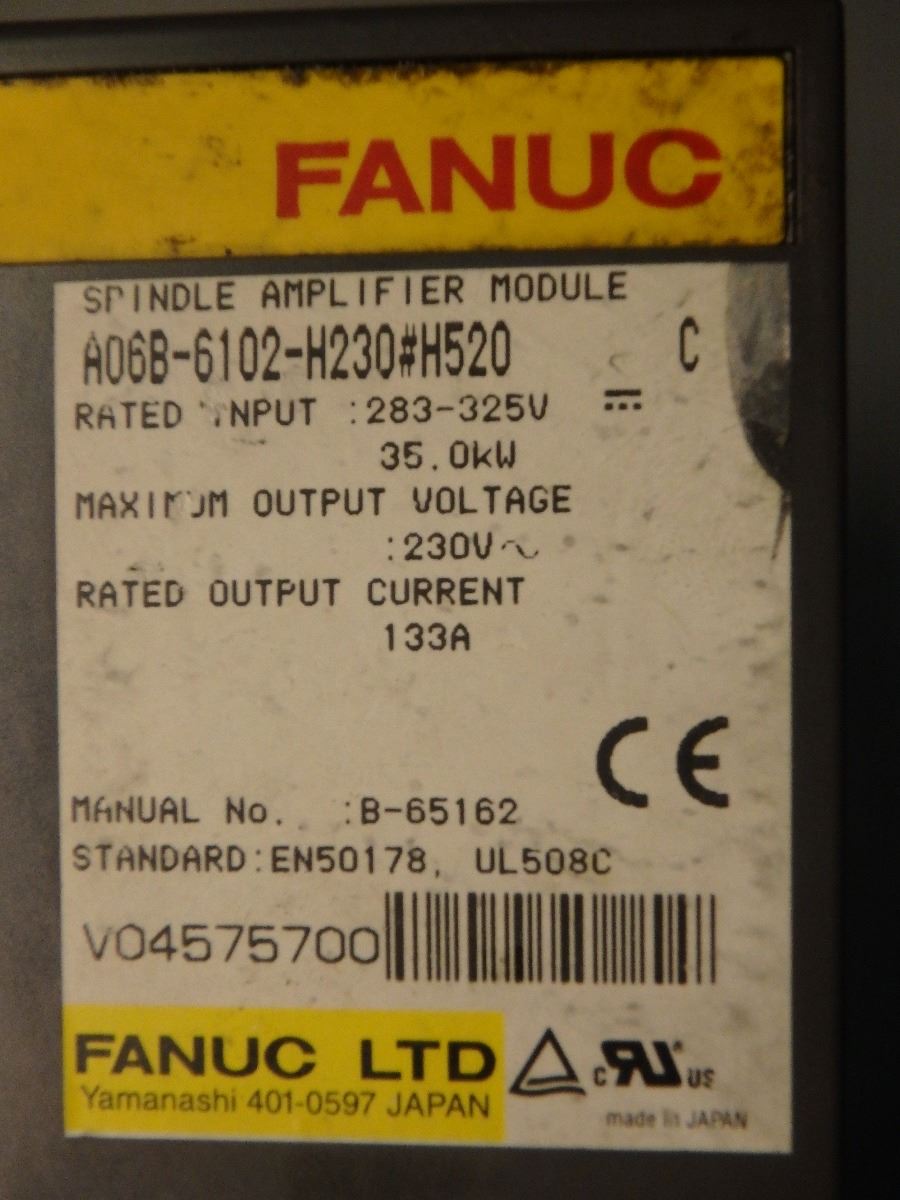 FANUC
SPINDLE AMPLIFIER MODULE
A06B-6102-H230#H520 C
RATED INPUT :283-325V ⎓
35.0kW
MAXIMUM OUTPUT VOLTAGE
:230V~
RATED OUTPUT CURRENT
133A
CE
MANUAL No. :B-65162
STANDARD:EN50178, UL508C
V04575700
FANUC LTD
Yamanashi 401-0597 JAPAN
c RU US
made in JAPAN